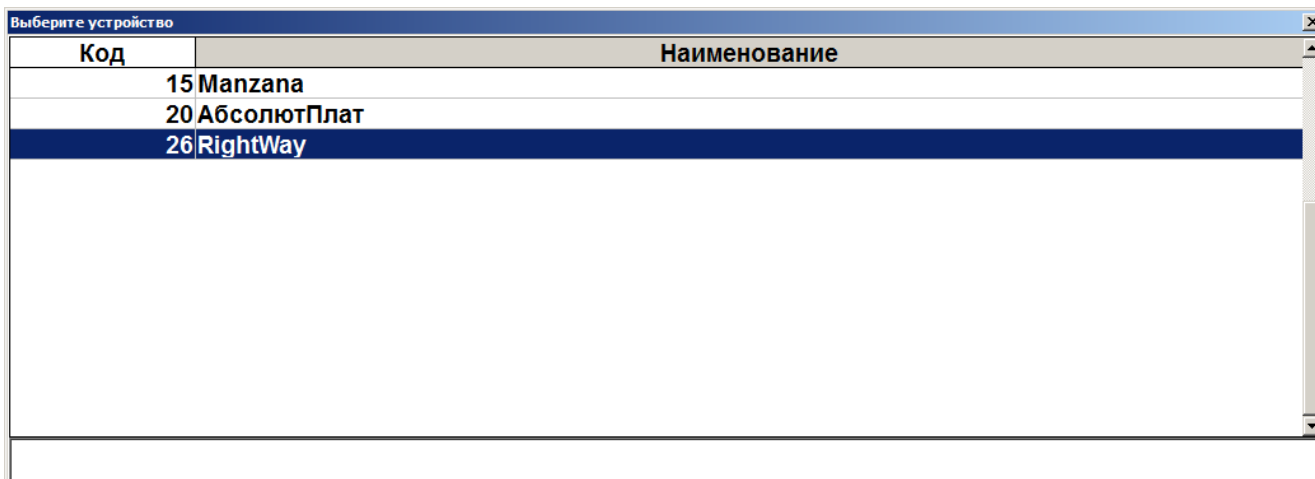 Выберите устройство
Код Наименование
15 Manzana
20 АбсолютПлат
26 RightWay